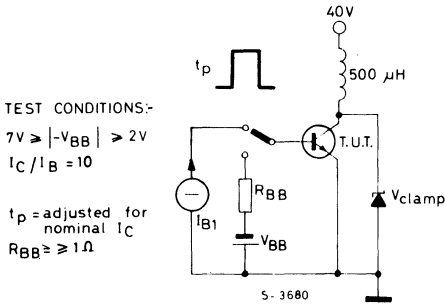 40V
tp
500 μH
TEST CONDITIONS:-
7V ≥ |-VBB| ≥ 2V
IC/IB = 10
T.U.T.
RBB
Vclamp
IB1
VBB
tp = adjusted for
nominal IC
RBB ≥ ≥ 1Ω
S-3680